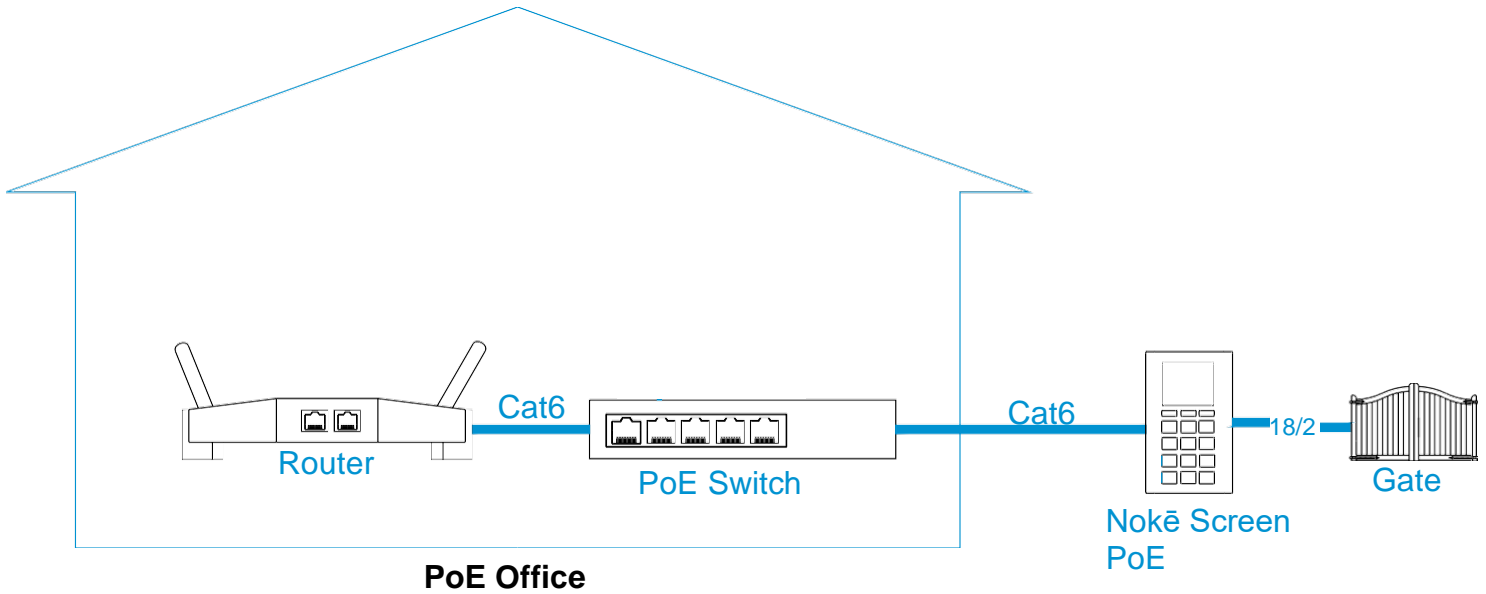 Cat6
Cat6
18/2
Router
PoE Switch
Gate
Nokē Screen
PoE
PoE Office